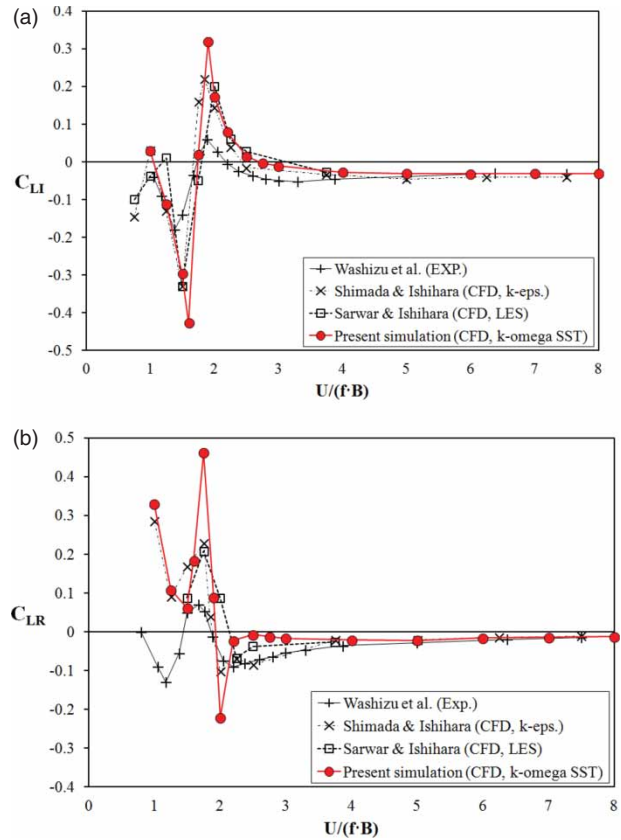 (a)
0.4
0.3
0.2
0.1
0
-0.1
-0.2
-0.3
-0.4
-0.5
C_LI
Washizu et al. (EXP.)
Shimada & Ishihara (CFD, k-eps.)
Sarwar & Ishihara (CFD, LES)
Present simulation (CFD, k-omega SST)
0 1 2 3 4 5 6 7 8
U/(f·B)
(b)
0.5
0.4
0.3
0.2
0.1
0
-0.1
-0.2
-0.3
-0.4
C_LR
Washizu et al. (Exp.)
Shimada & Ishihara (CFD, k-eps.)
Sarwar & Ishihara (CFD, LES)
Present simulation (CFD, k-omega SST)
0 1 2 3 4 5 6 7 8
U/(f·B)